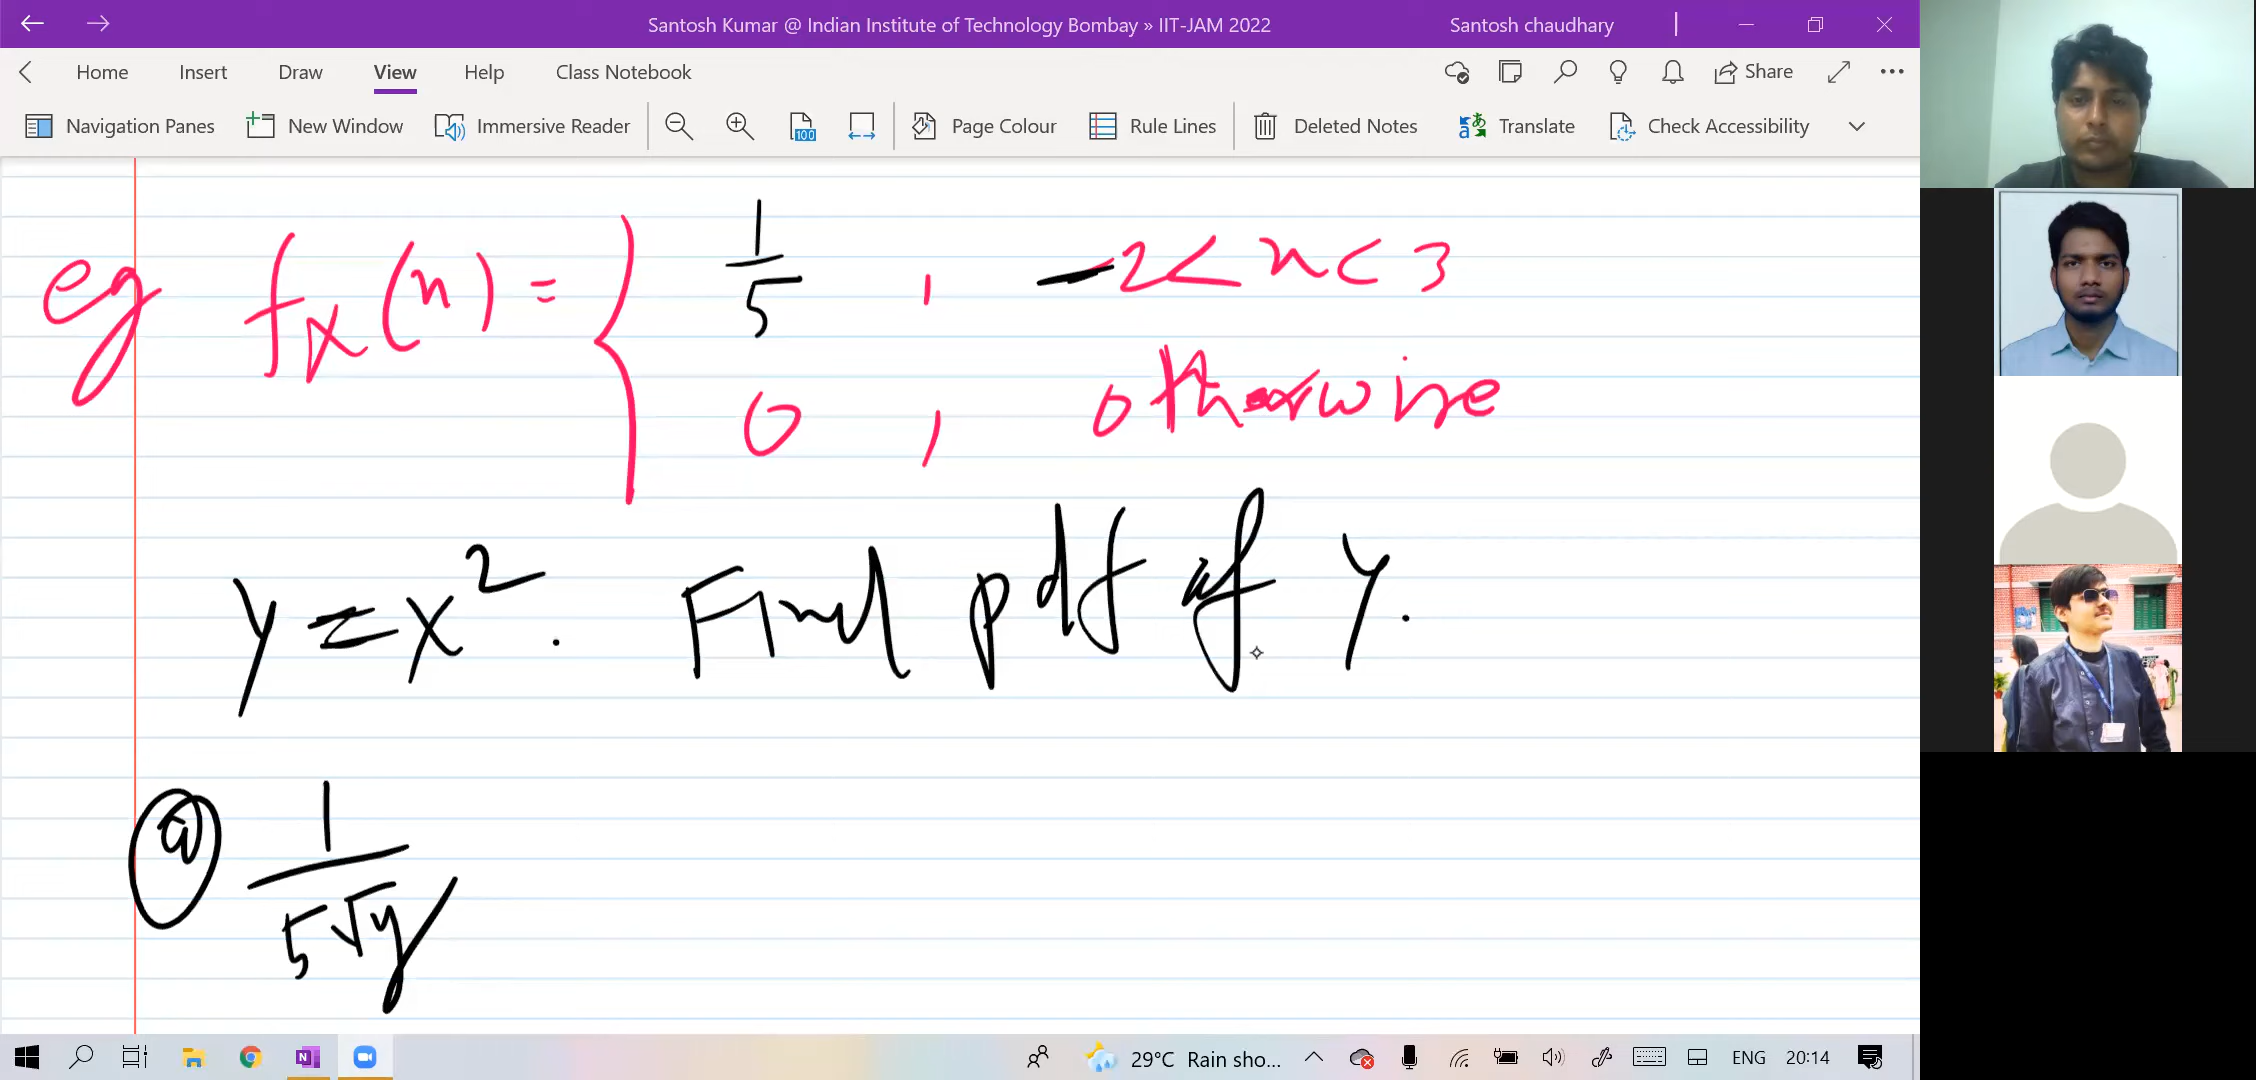 Santosh Kumar @ Indian Institute of Technology Bombay » IIT-JAM 2022 Santosh chaudhary
Home Insert Draw View Help Class Notebook Share
Navigation Panes New Window Immersive Reader 100 Page Colour Rule Lines Deleted Notes Translate Check Accessibility
eg f_X(n) = { 1/5 , -2 < n < 3
0 , otherwise
y = x² . Find pdf of Y.
(a) 1/(5√y)
29°C Rain sho... ENG 20:14